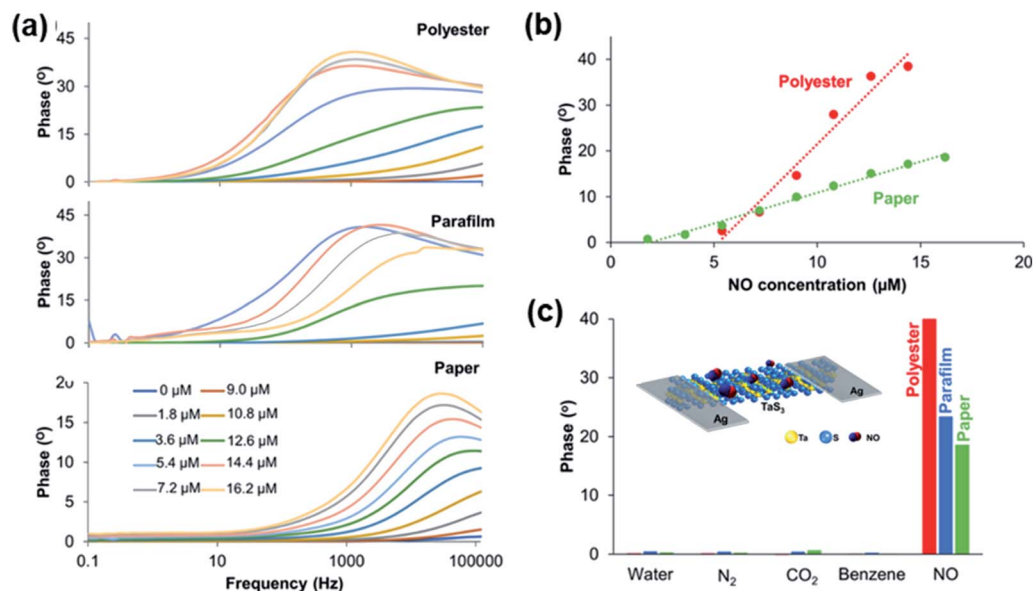 (a)
Polyester
45
30
15
0
Phase (º)
Parafilm
45
30
15
0
Phase (º)
Paper
20
15
10
5
0
Phase (º)
0 µM
9.0 µM
1.8 µM
10.8 µM
3.6 µM
12.6 µM
5.4 µM
14.4 µM
7.2 µM
16.2 µM
0.1
10
1000
100000
Frequency (Hz)
(b)
40
30
20
10
0
Phase (º)
Polyester
Paper
0
5
10
15
20
NO concentration (µM)
(c)
40
30
20
10
0
Phase (º)
Ag
TaS3
Ag
Ta
S
NO
Polyester
Parafilm
Paper
Water
N2
CO2
Benzene
NO